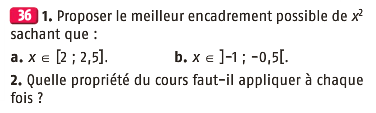 36 1. Proposer le meilleur encadrement possible de x²
sachant que :
a. x ∈ [2 ; 2,5]. b. x ∈ ]–1 ; –0,5[.
2. Quelle propriété du cours faut-il appliquer à chaque
fois ?